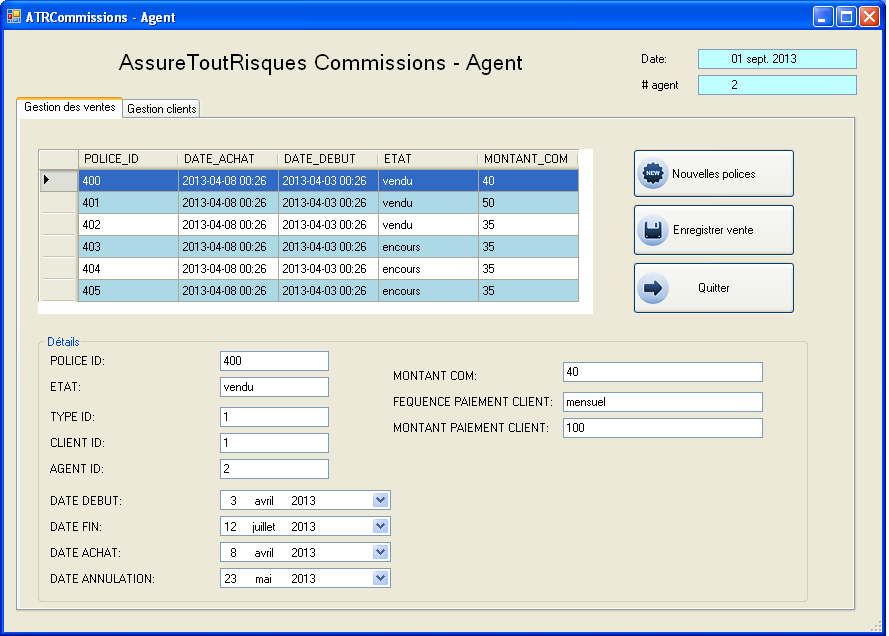 ATRCommissions - Agent
AssureToutRisques Commissions - Agent
Date: 01 sept. 2013
# agent 2
Gestion des ventes Gestion clients
POLICE_ID DATE_ACHAT DATE_DEBUT ETAT MONTANT_COM
400 2013-04-08 00:26 2013-04-03 00:26 vendu 40
401 2013-04-08 00:26 2013-04-03 00:26 vendu 50
402 2013-04-08 00:26 2013-04-03 00:26 vendu 35
403 2013-04-08 00:26 2013-04-03 00:26 encours 35
404 2013-04-08 00:26 2013-04-03 00:26 encours 35
405 2013-04-08 00:26 2013-04-03 00:26 encours 35
NEW Nouvelles polices
Enregistrer vente
Quitter
Détails
POLICE ID: 400
ETAT: vendu
TYPE ID: 1
CLIENT ID: 1
AGENT ID: 2
DATE DEBUT: 3 avril 2013
DATE FIN: 12 juillet 2013
DATE ACHAT: 8 avril 2013
DATE ANNULATION: 23 mai 2013
MONTANT COM: 40
FEQUENCE PAIEMENT CLIENT: mensuel
MONTANT PAIEMENT CLIENT: 100